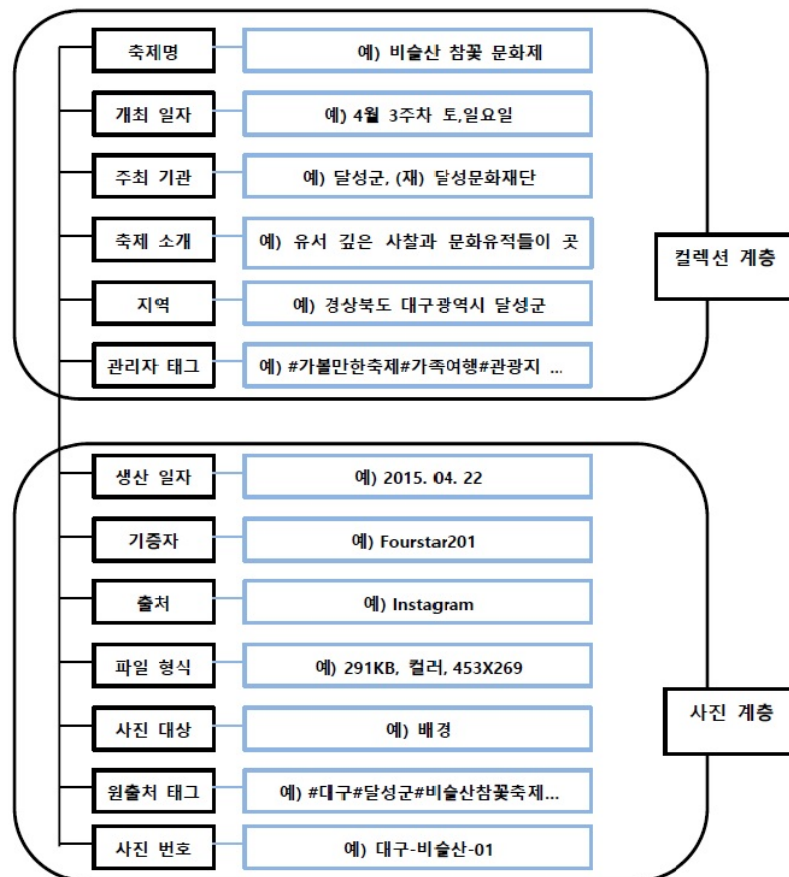 축제명
예) 비슬산 참꽃 문화제
개최 일자
예) 4월 3주차 토,일요일
주최 기관
예) 달성군, (재) 달성문화재단
축제 소개
예) 유서 깊은 사찰과 문화유적들이 곳
컬렉션 계층
지역
예) 경상북도 대구광역시 달성군
관리자 태그
예) #가볼만한축제#가족여행#관광지 ...
생산 일자
예) 2015. 04. 22
기증자
예) Fourstar201
출처
예) Instagram
파일 형식
예) 291KB, 컬러, 453X269
사진 대상
예) 배경
사진 계층
원출처 태그
예) #대구#달성군#비슬산참꽃축제...
사진 번호
예) 대구-비슬산-01